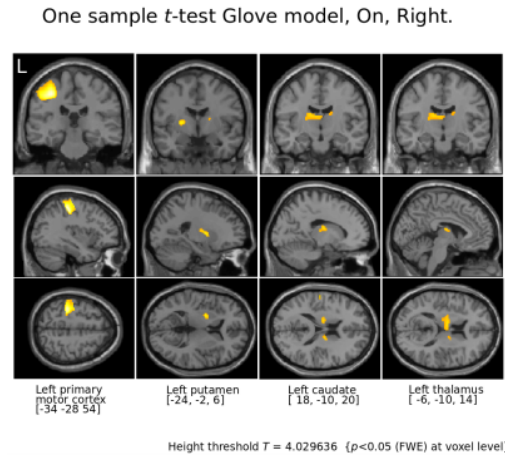 One sample t-test Glove model, On, Right.
L
Left primary
motor cortex
[-34 -28 54]
Left putamen
[-24, -2, 6]
Left caudate
[ 18, -10, 20]
Left thalamus
[ -6, -10, 14]
Height threshold T = 4.029636 {p<0.05 (FWE) at voxel level}